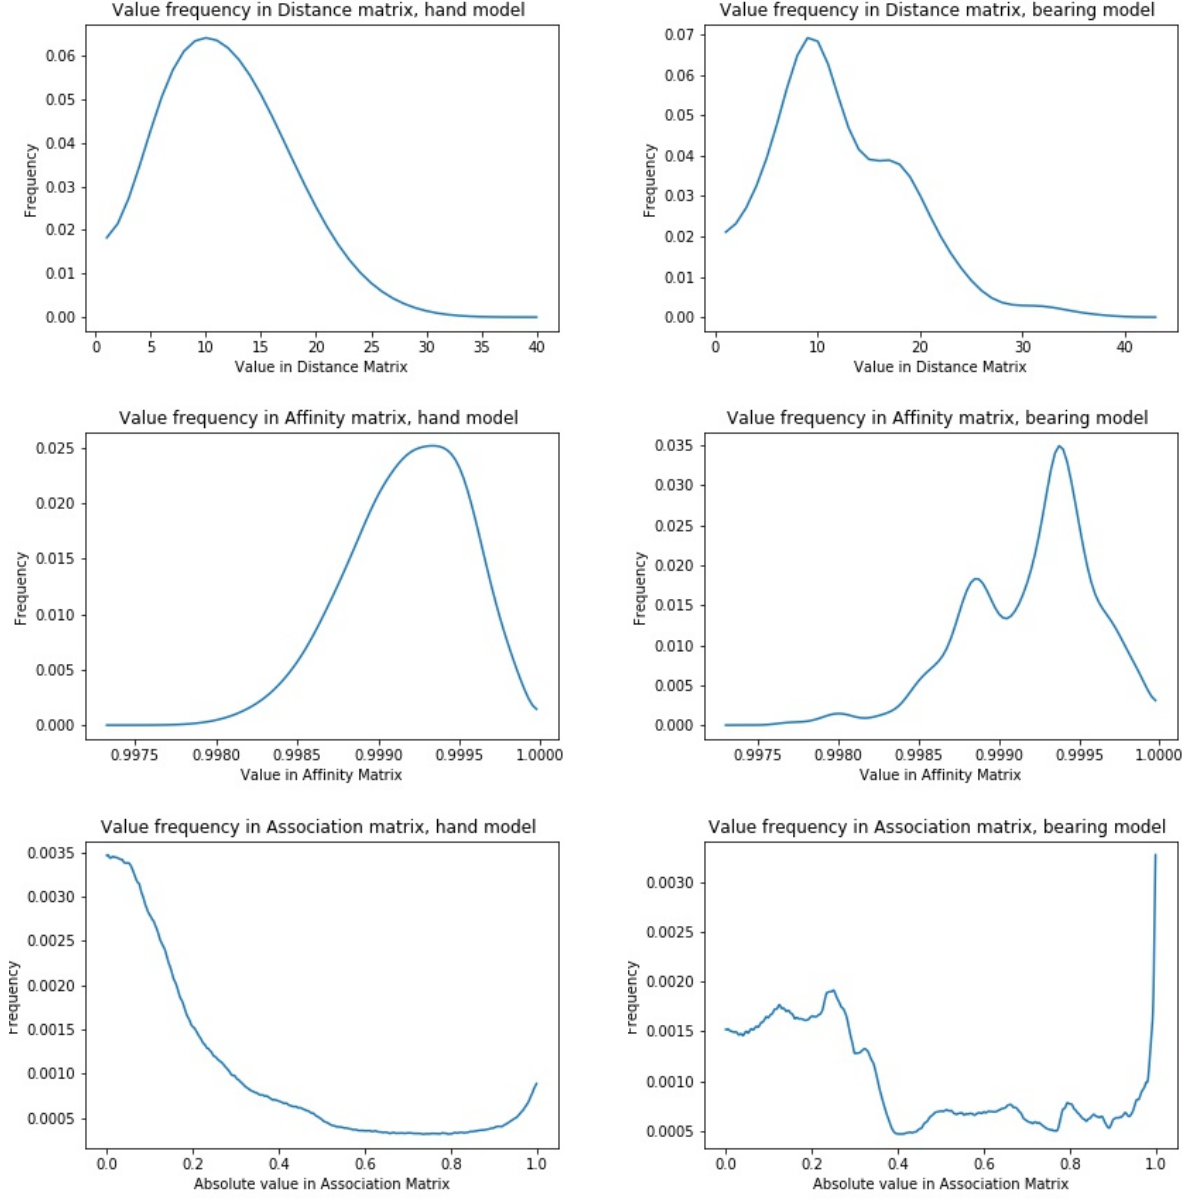 Value frequency in Distance matrix, hand model
0.06
0.05
0.04
0.03
0.02
0.01
0.00
Frequency
0 5 10 15 20 25 30 35 40
Value in Distance Matrix
Value frequency in Distance matrix, bearing model
0.07
0.06
0.05
0.04
0.03
0.02
0.01
0.00
Frequency
0 10 20 30 40
Value in Distance Matrix
Value frequency in Affinity matrix, hand model
0.025
0.020
0.015
0.010
0.005
0.000
Frequency
0.9975 0.9980 0.9985 0.9990 0.9995 1.0000
Value in Affinity Matrix
Value frequency in Affinity matrix, bearing model
0.035
0.030
0.025
0.020
0.015
0.010
0.005
0.000
Frequency
0.9975 0.9980 0.9985 0.9990 0.9995 1.0000
Value in Affinity Matrix
Value frequency in Association matrix, hand model
0.0035
0.0030
0.0025
0.0020
0.0015
0.0010
0.0005
Frequency
0.0 0.2 0.4 0.6 0.8 1.0
Absolute value in Association Matrix
Value frequency in Association matrix, bearing model
0.0030
0.0025
0.0020
0.0015
0.0010
0.0005
Frequency
0.0 0.2 0.4 0.6 0.8 1.0
Absolute value in Association Matrix